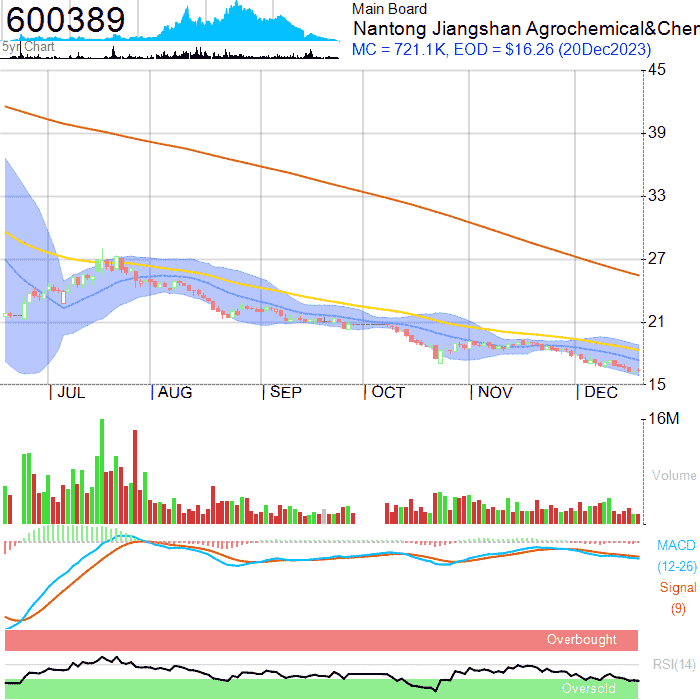 600389
5yr Chart
Main Board
Nantong Jiangshan Agrochemical&Chem
MC = 721.1K, EOD = $16.26 (20Dec2023)
45
39
33
27
21
15
JUL AUG SEP OCT NOV DEC
16M
Volume
MACD
(12-26)
Signal
(9)
Overbought
RSI(14)
Oversold